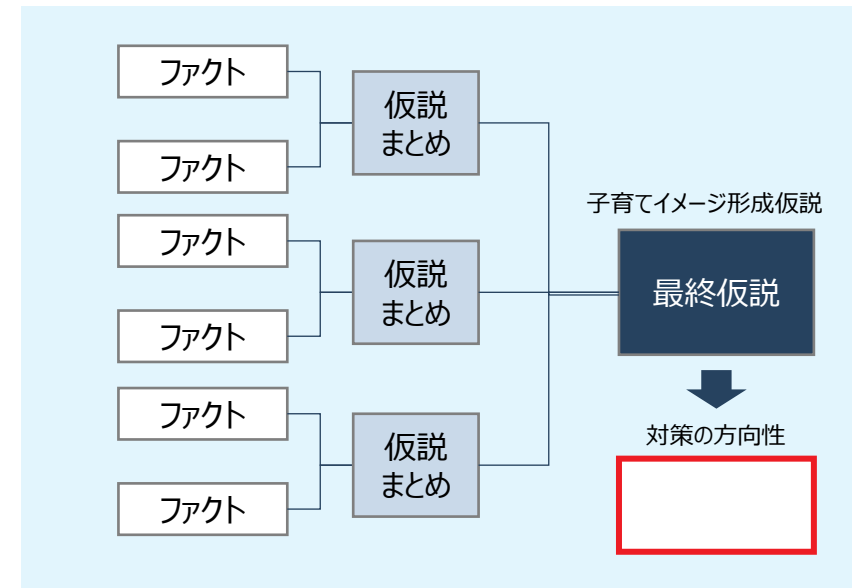 ファクト
ファクト
仮説
まとめ
ファクト
ファクト
仮説
まとめ
ファクト
ファクト
仮説
まとめ
子育てイメージ形成仮説
最終仮説
対策の方向性